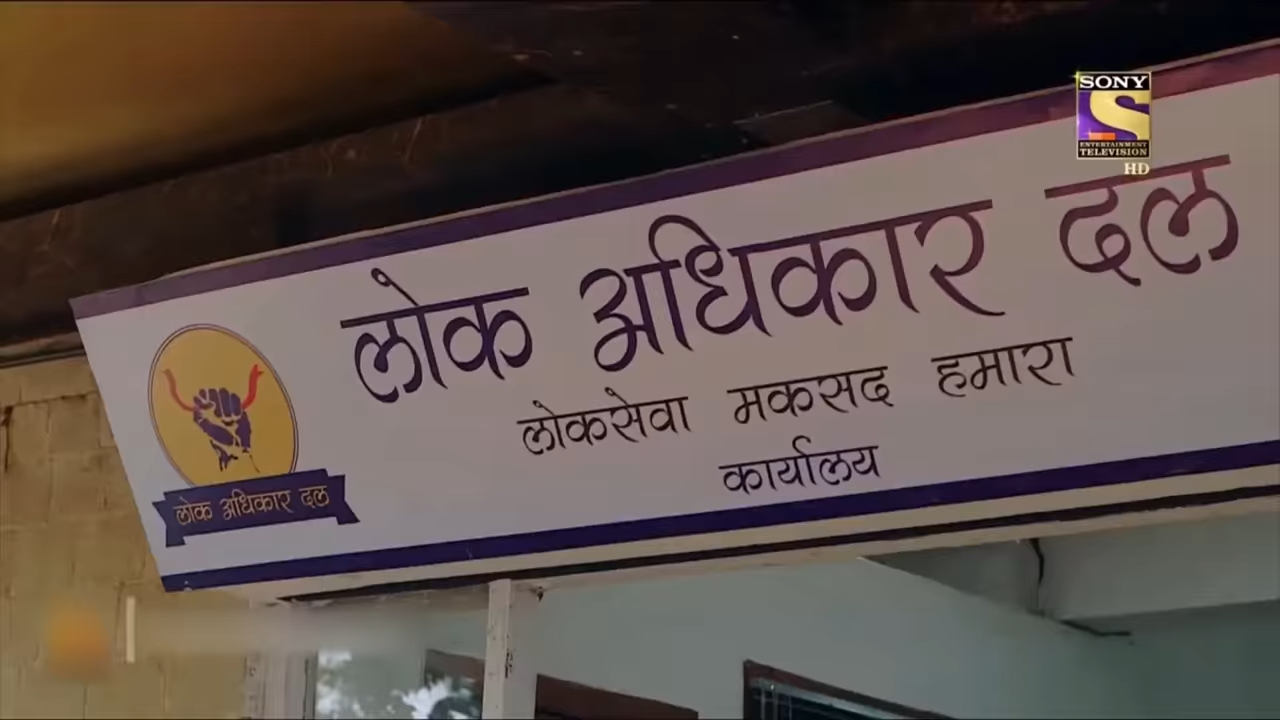 SONY
ENTERTAINMENT
TELEVISION
HD
लोक अधिकार दल
लोकसेवा मकसद हमारा
कार्यालय
लोक अधिकार दल